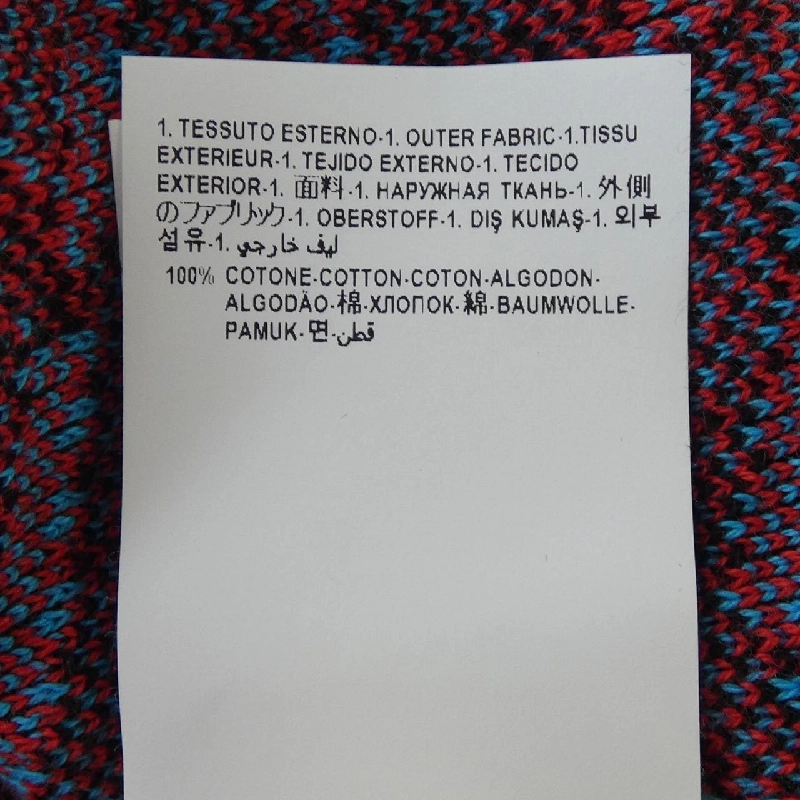 1. TESSUTO ESTERNO-1. OUTER FABRIC-1.TISSU
EXTERIEUR-1. TEJIDO EXTERNO-1. TECIDO
EXTERIOR-1. 面料-1. НАРУЖНАЯ ТКАНЬ-1. 外側
のファブリック-1. OBERSTOFF-1. DIŞ KUMAŞ-1. 외부
섬유-1. ليف خارجي
100% COTONE-COTTON-COTON-ALGODON-
ALGODÃO-棉-ХЛОПОК-綿-BAUMWOLLE-
PAMUK-면-قطن